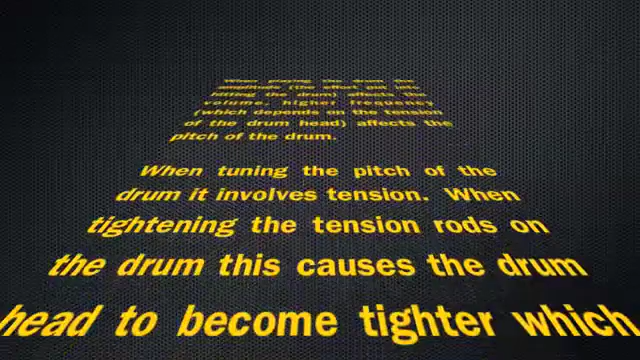 When playing the drum the
amplitude (the effort put into
hitting the drum) affects the
volume, higher frequency
(which depends on the tension
of the drum head) affects the
pitch of the drum.
When tuning the pitch of the
drum it involves tension. When
tightening the tension rods on
the drum this causes the drum
head to become tighter which